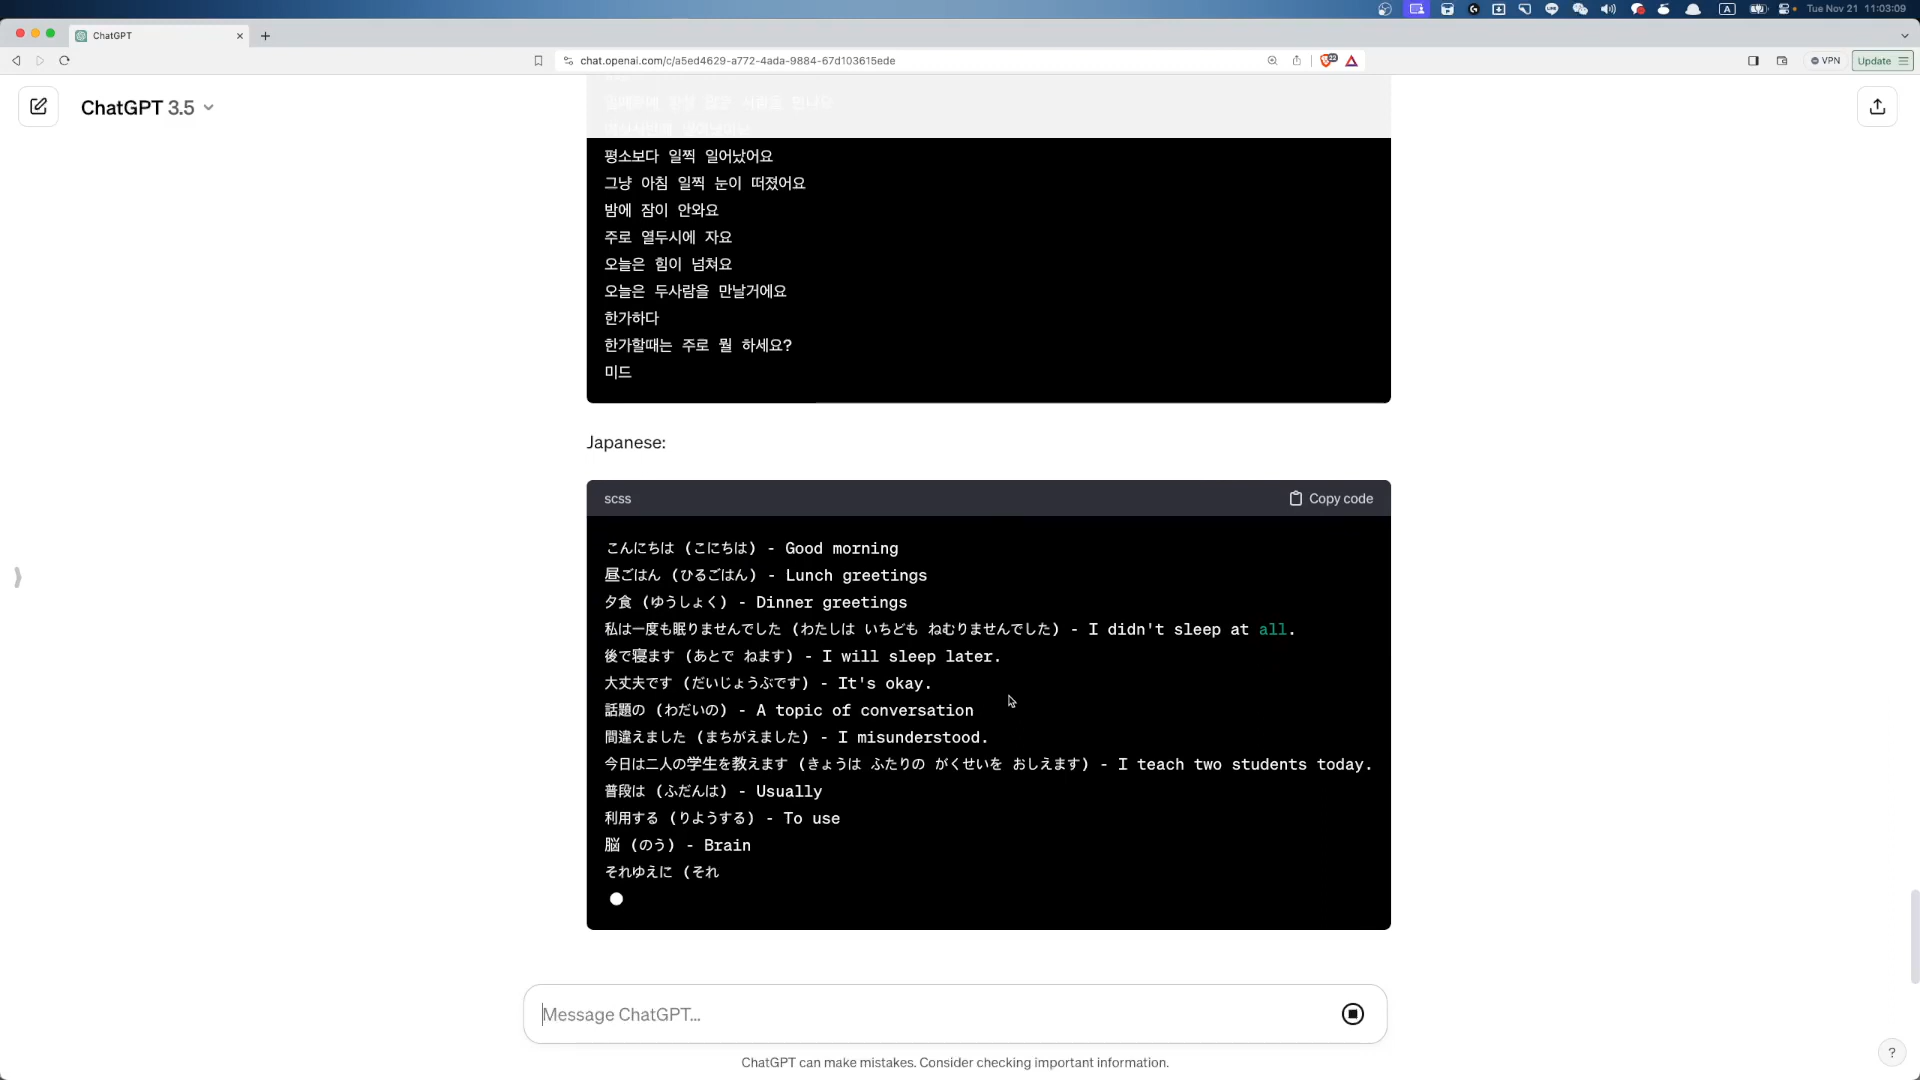 Tue Nov 21 11:03:09
ChatGPT
chat.openai.com/c/a5ed4629-a772-4ada-9884-67d103615ede
VPN
Update
ChatGPT 3.5
평소보다 일찍 일어났어요
그냥 아침 일찍 눈이 떠졌어요
밤에 잠이 안와요
주로 열두시에 자요
오늘은 힘이 넘쳐요
오늘은 두사람을 만날거에요
한가하다
한가할때는 주로 뭘 하세요?
미드
Japanese:
scss
Copy code
こんにちは (こにちは) - Good morning
昼ごはん (ひるごはん) - Lunch greetings
夕食 (ゆうしょく) - Dinner greetings
私は一度も眠りませんでした (わたしは いちども ねむりませんでした) - I didn't sleep at all.
後で寝ます (あとで ねます) - I will sleep later.
大丈夫です (だいじょうぶです) - It's okay.
話題の (わだいの) - A topic of conversation
間違えました (まちがえました) - I misunderstood.
今日は二人の学生を教えます (きょうは ふたりの がくせいを おしえます) - I teach two students today.
普段は (ふだんは) - Usually
利用する (りようする) - To use
脳 (のう) - Brain
それゆえに (それ
Message ChatGPT...
ChatGPT can make mistakes. Consider checking important information.
?